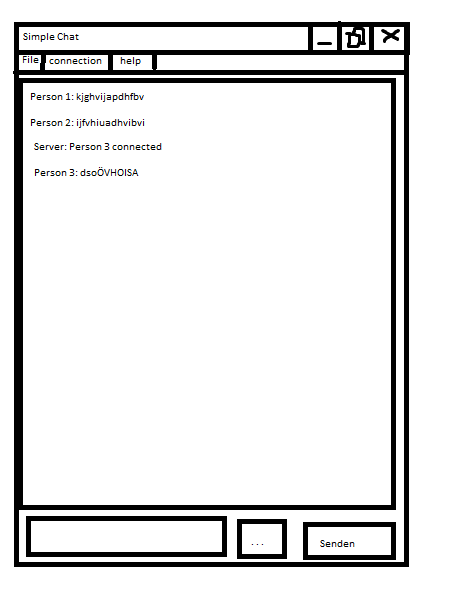 Simple Chat
File connection help
Person 1: kjghvijapdhfbv
Person 2: ijfvhiuadhvibvi
Server: Person 3 connected
Person 3: dsoÖVHOISA
... Senden